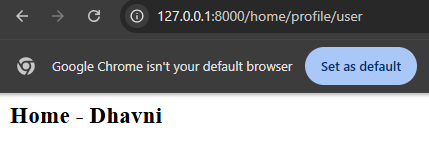 127.0.0.1:8000/home/profile/user
Google Chrome isn't your default browser Set as default
Home - Dhavni